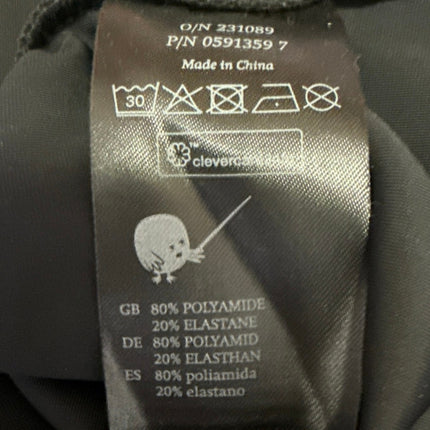 O/N 231089
P/N 0591359 7
Made in China
30
clevercare
GB 80% POLYAMIDE
20% ELASTANE
DE 80% POLYAMID
20% ELASTHAN
ES 80% poliamida
20% elastano